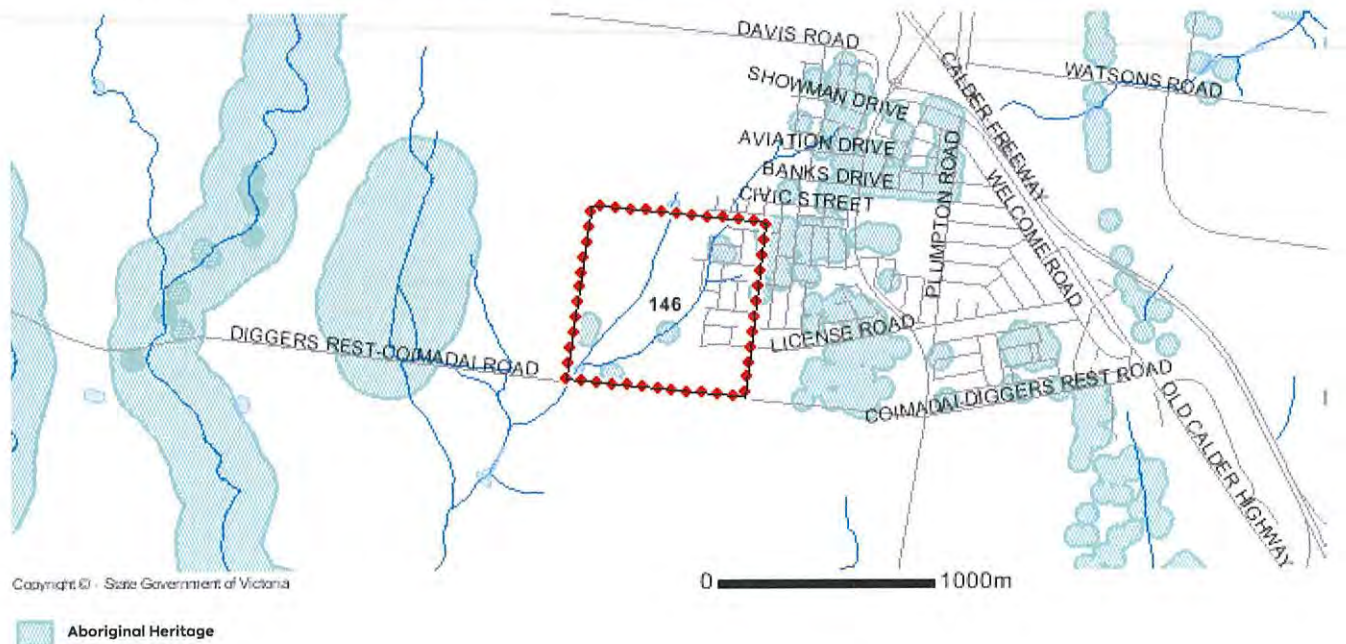 DAVIS ROAD
SHOWMAN DRIVE
CALDER FREEWAY
WATSONS ROAD
AVIATION DRIVE
BANKS DRIVE
CIVIC STREET
PLUMPTON ROAD
WELCOME ROAD
146
DIGGERS REST-COIMADAI ROAD
LICENSE ROAD
COIMADAI DIGGERS REST ROAD
OLD CALDER HIGHWAY
Copyright © - State Government of Victoria
0 1000m
Aboriginal Heritage